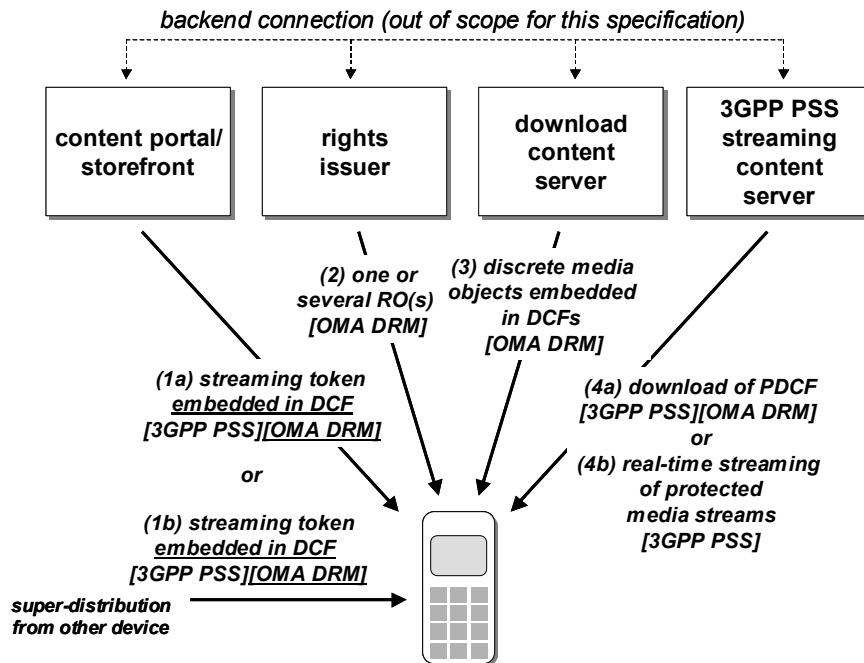 backend connection (out of scope for this specification)
content portal/
storefront
rights
issuer
download
content
server
3GPP PSS
streaming
content
server
(2) one or
several RO(s)
[OMA DRM]
(3) discrete media
objects embedded
in DCFs
[OMA DRM]
(1a) streaming token
embedded in DCF
[3GPP PSS][OMA DRM]
or
(1b) streaming token
embedded in DCF
[3GPP PSS][OMA DRM]
(4a) download of PDCF
[3GPP PSS][OMA DRM]
or
(4b) real-time streaming
of protected
media streams
[3GPP PSS]
super-distribution
from other device